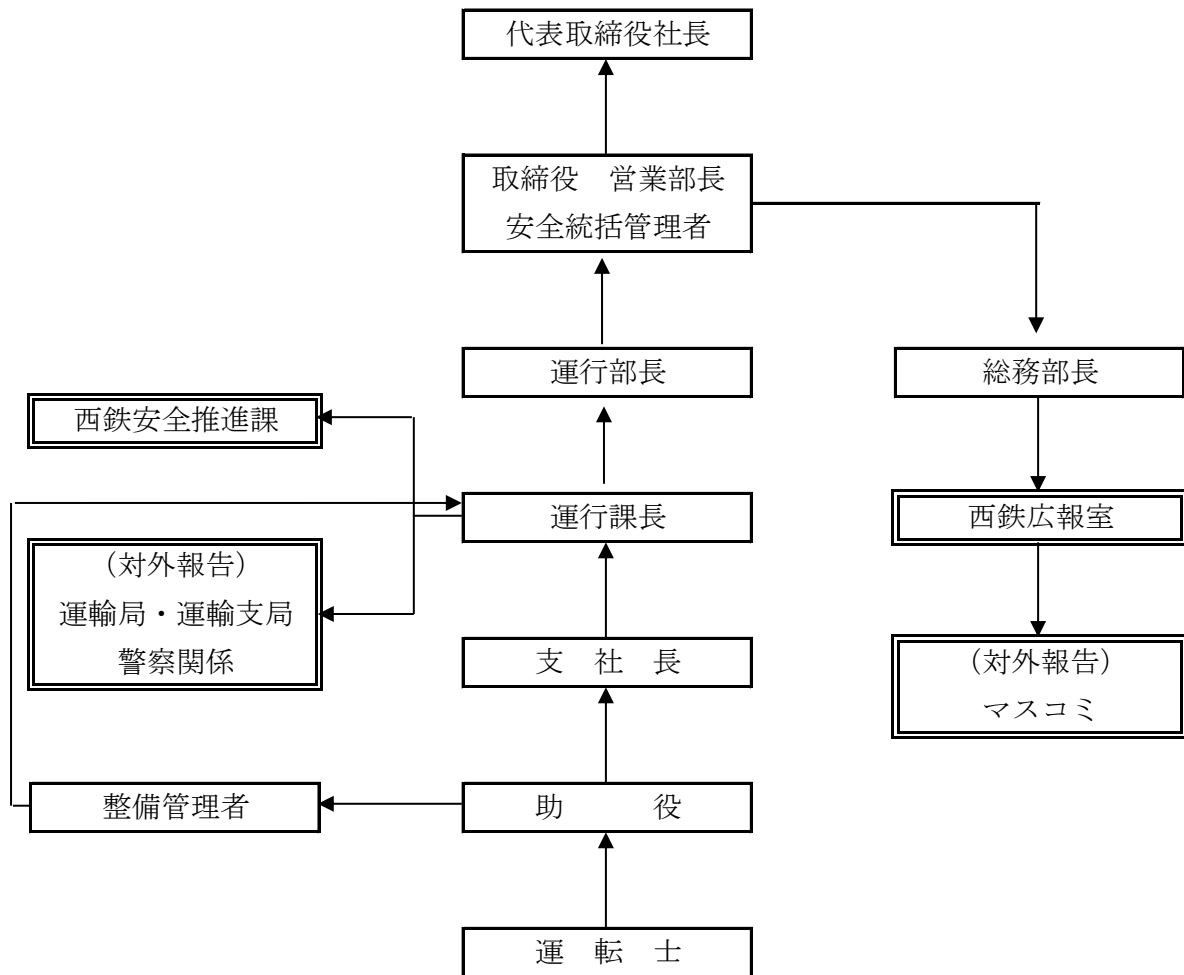 代表取締役社長
取締役　営業部長
安全統括管理者
運行部長
総務部長
西鉄安全推進課
運行課長
西鉄広報室
（対外報告）
運輸局・運輸支局
警察関係
支　社　長
（対外報告）
マスコミ
整備管理者
助　　　役
運　転　士